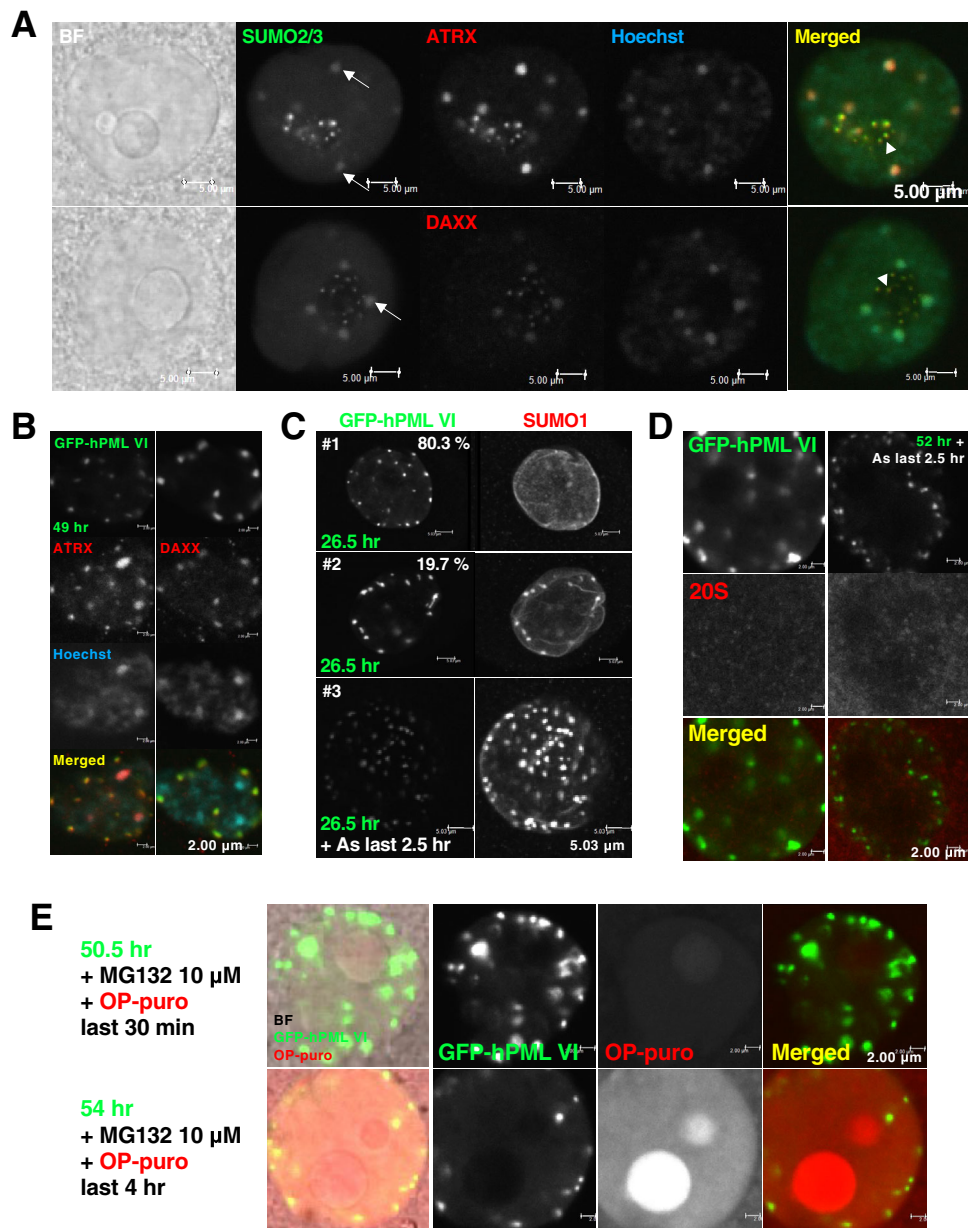 A
BF
SUMO2/3
ATRX
Hoechst
Merged
5.00 µm
5.00 µm
5.00 µm
5.00 µm
5.00 µm
DAXX
5.00 µm
5.00 µm
5.00 µm
5.00 µm
5.00 µm
B
GFP-hPML VI
49 hr
ATRX
DAXX
Hoechst
Merged
2.00 µm
C
GFP-hPML VI
SUMO1
#1
80.3 %
26.5 hr
#2
19.7 %
26.5 hr
#3
26.5 hr
+ As last 2.5 hr
5.03 µm
5.03 µm
5.03 µm
D
GFP-hPML VI
52 hr +
As last 2.5 hr
20S
Merged
2.00 µm
E
50.5 hr
+ MG132 10 µM
+ OP-puro
last 30 min
BF
GFP-hPML VI
OP-puro
GFP-hPML VI
OP-puro
Merged
2.00 µm
54 hr
+ MG132 10 µM
+ OP-puro
last 4 hr